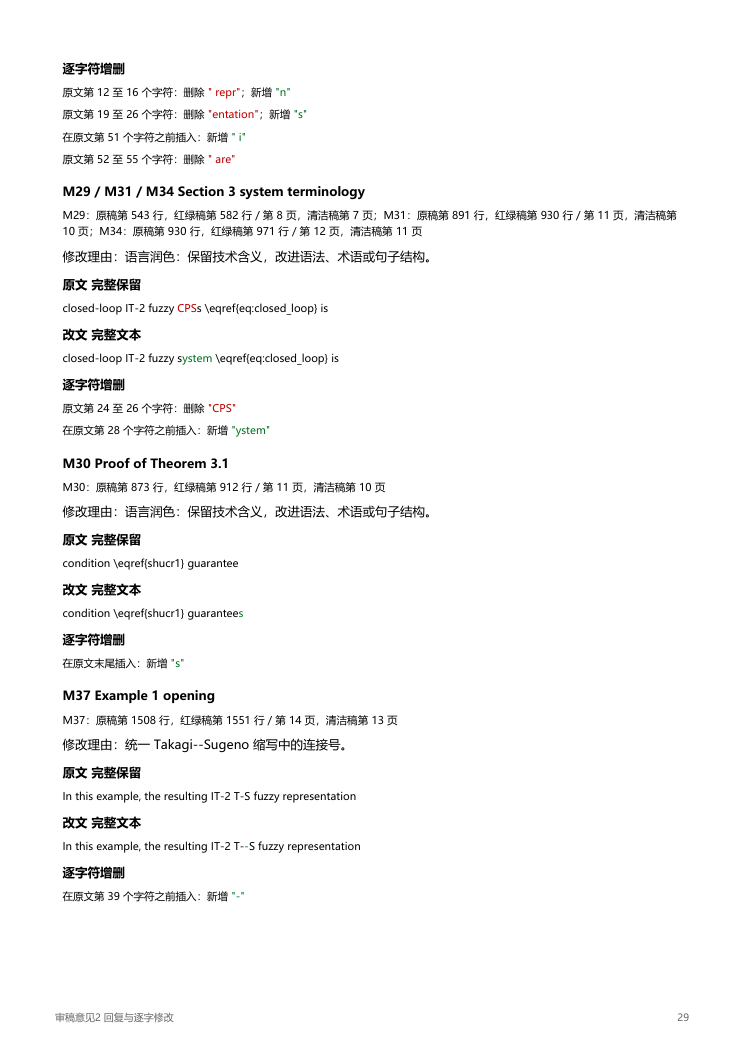 逐字符增删
原文第 12 至 16 个字符：删除 " repr"；新增 "n"
原文第 19 至 26 个字符：删除 "entation"；新增 "s"
在原文第 51 个字符之前插入：新增 " i"
原文第 52 至 55 个字符：删除 " are"
M29 / M31 / M34 Section 3 system terminology
M29：原稿第 543 行，红绿稿第 582 行 / 第 8 页，清洁稿第 7 页；M31：原稿第 891 行，红绿稿第 930 行 / 第 11 页，清洁稿第
10 页；M34：原稿第 930 行，红绿稿第 971 行 / 第 12 页，清洁稿第 11 页
修改理由：语言润色：保留技术含义，改进语法、术语或句子结构。
原文 完整保留
closed-loop IT-2 fuzzy CPSs \eqref{eq:closed_loop} is
改文 完整文本
closed-loop IT-2 fuzzy system \eqref{eq:closed_loop} is
逐字符增删
原文第 24 至 26 个字符：删除 "CPS"
在原文第 28 个字符之前插入：新增 "ystem"
M30 Proof of Theorem 3.1
M30：原稿第 873 行，红绿稿第 912 行 / 第 11 页，清洁稿第 10 页
修改理由：语言润色：保留技术含义，改进语法、术语或句子结构。
原文 完整保留
condition \eqref{shucr1} guarantee
改文 完整文本
condition \eqref{shucr1} guarantees
逐字符增删
在原文末尾插入：新增 "s"
M37 Example 1 opening
M37：原稿第 1508 行，红绿稿第 1551 行 / 第 14 页，清洁稿第 13 页
修改理由：统一 Takagi--Sugeno 缩写中的连接号。
原文 完整保留
In this example, the resulting IT-2 T-S fuzzy representation
改文 完整文本
In this example, the resulting IT-2 T--S fuzzy representation
逐字符增删
在原文第 39 个字符之前插入：新增 "-"
审稿意见2 回复与逐字修改
29